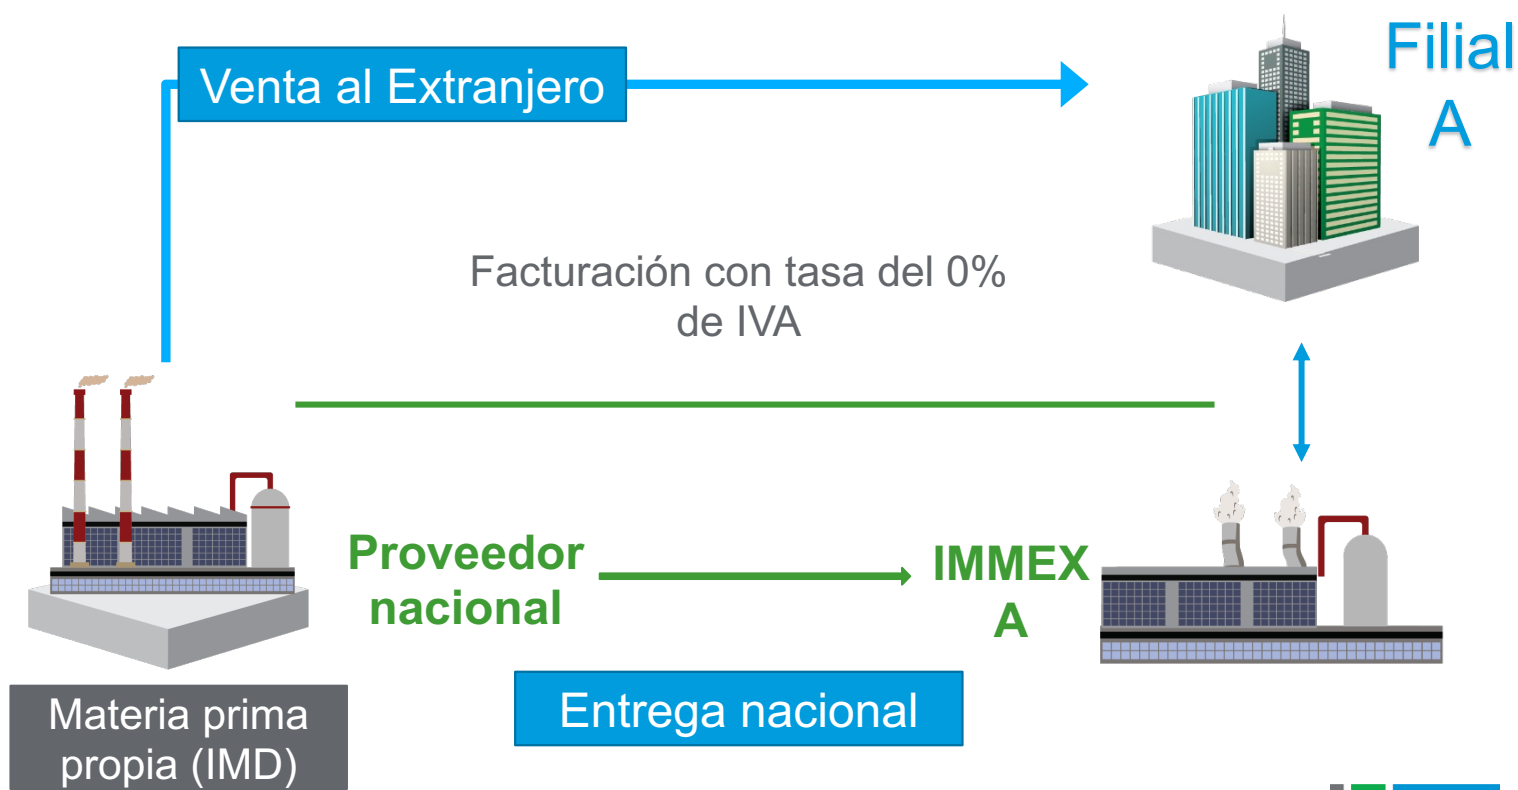 Venta al Extranjero
Filial
A
Facturación con tasa del 0%
de IVA
Proveedor
nacional
IMMEX
A
Entrega nacional
Materia prima
propia (IMD)